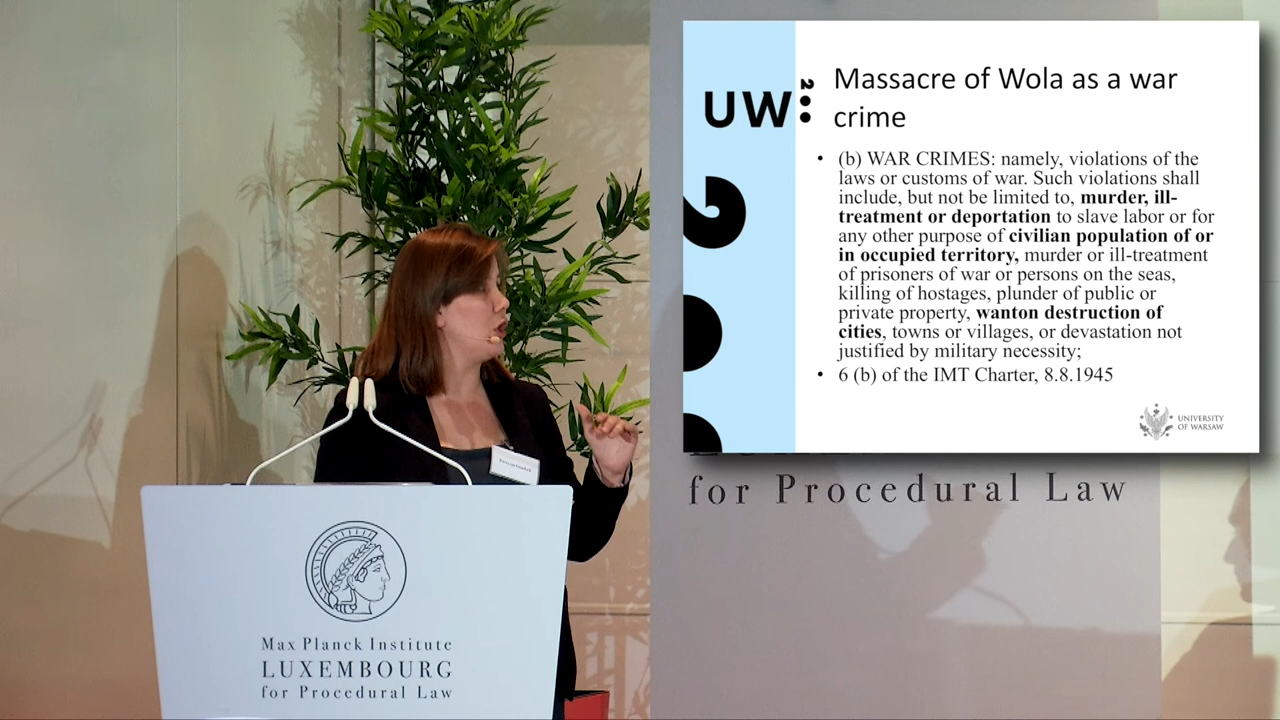 UW
Massacre of Wola as a war
crime
• (b) WAR CRIMES: namely, violations of the
laws or customs of war. Such violations shall
include, but not be limited to, murder, ill-
treatment or deportation to slave labor or for
any other purpose of civilian population of or
in occupied territory, murder or ill-treatment
of prisoners of war or persons on the seas,
killing of hostages, plunder of public or
private property, wanton destruction of
cities, towns or villages, or devastation not
justified by military necessity;
• 6 (b) of the IMT Charter, 8.8.1945
UNIVERSITY
OF WARSAW
for Procedural Law
Max Planck Institute
LUXEMBOURG
for Procedural Law